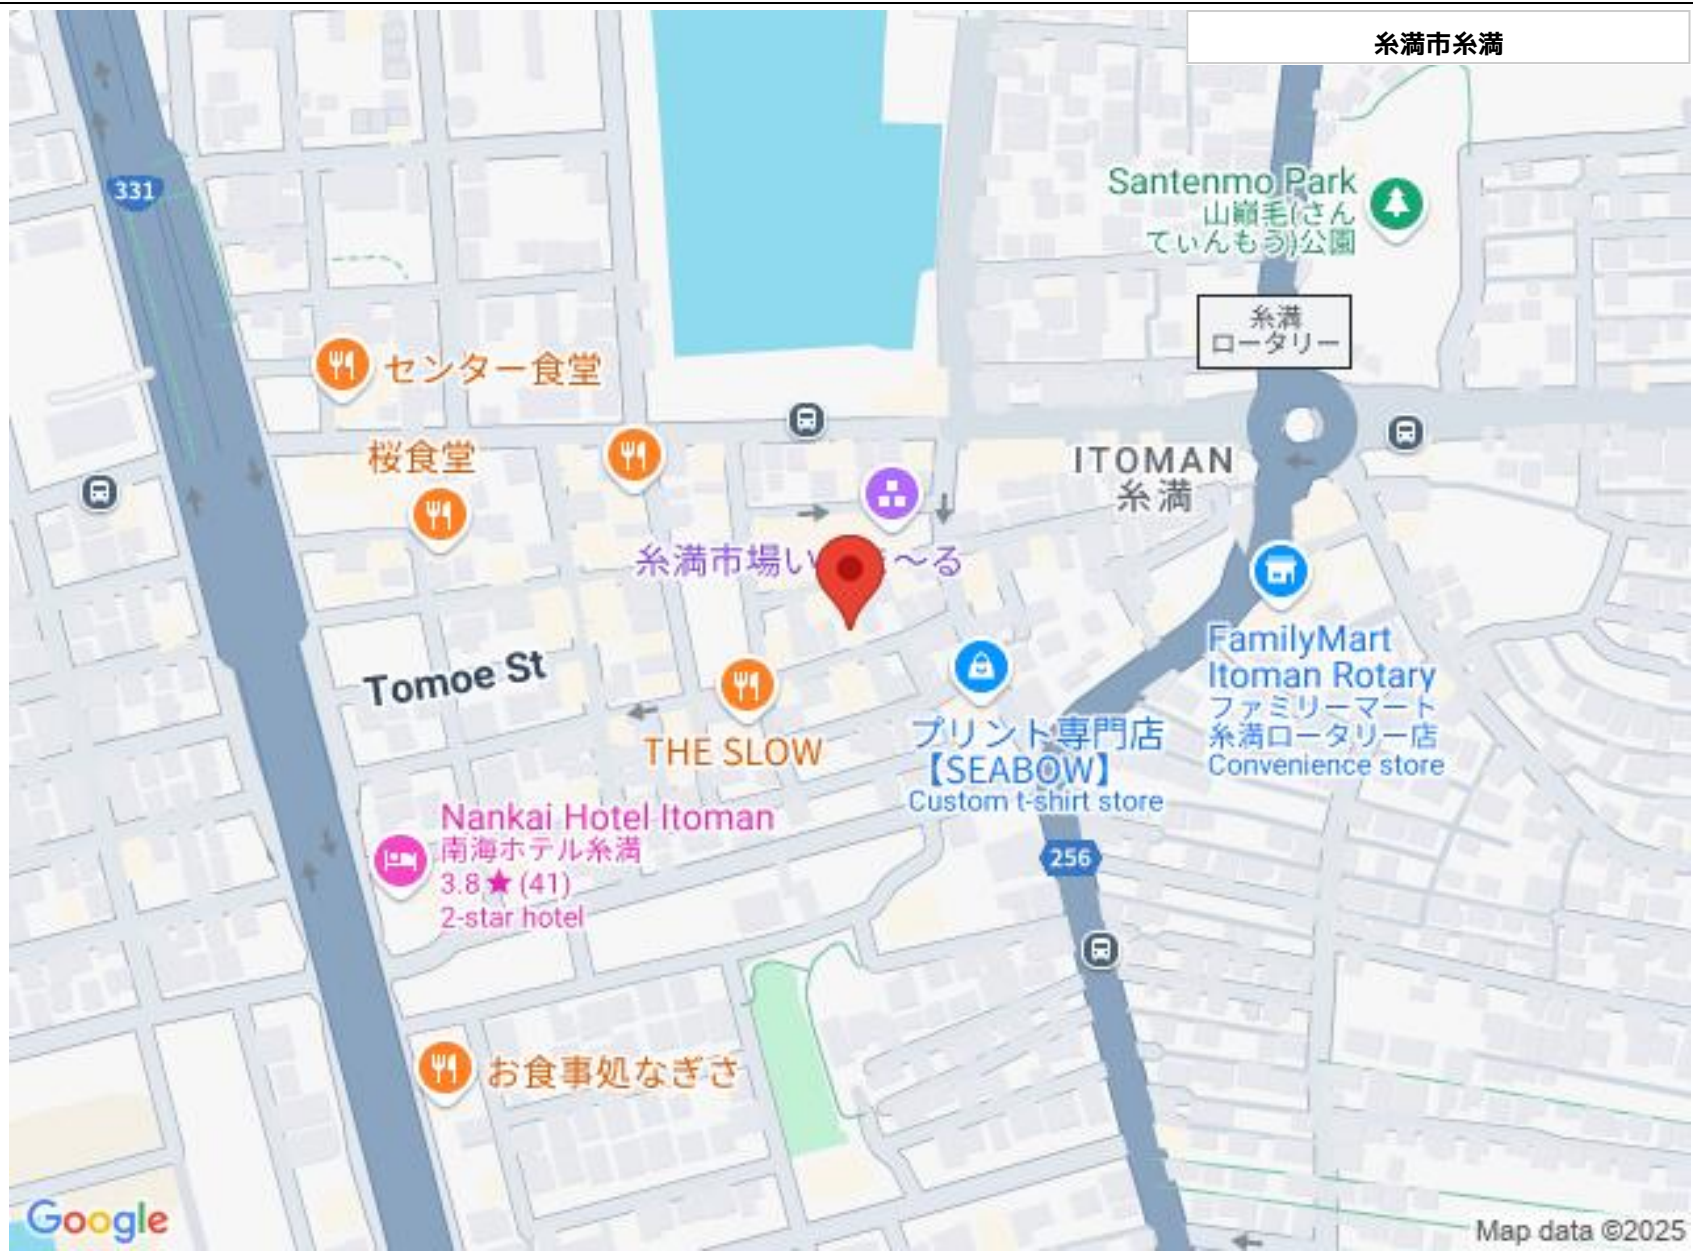 糸満市糸満
331
Santenmo Park
山巓毛(さん
てぃんもう)公園
糸満
ロータリー
センター食堂
桜食堂
ITOMAN
糸満
糸満市場い
～る
Tomoe St
THE SLOW
プリント専門店
【SEABOW】
Custom t-shirt store
FamilyMart
Itoman Rotary
ファミリーマート
糸満ロータリー店
Convenience store
Nankai Hotel Itoman
南海ホテル糸満
3.8★(41)
2-star hotel
256
お食事処なぎさ
Google
Map data ©2025